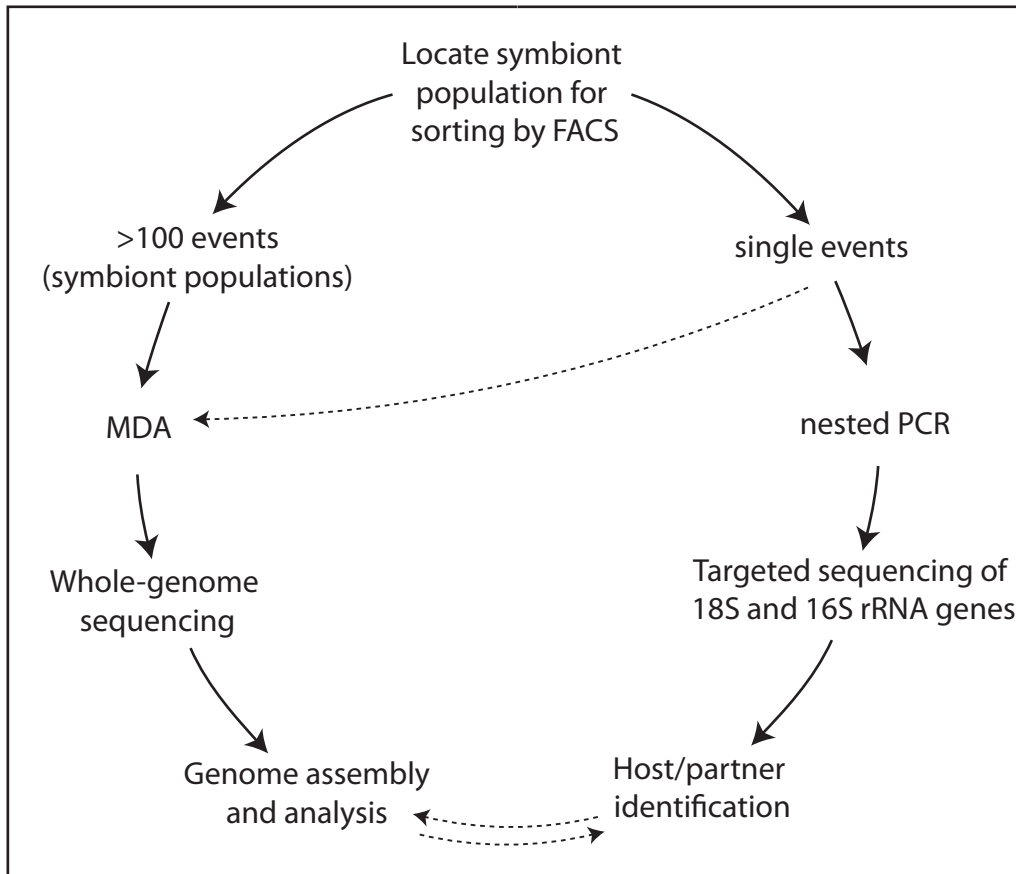 Locate symbiont
population for
sorting by FACS
>100 events
(symbiont populations)
single events
MDA
nested PCR
Whole-genome
sequencing
Targeted sequencing of
18S and 16S rRNA genes
Genome assembly
and analysis
Host/partner
identification